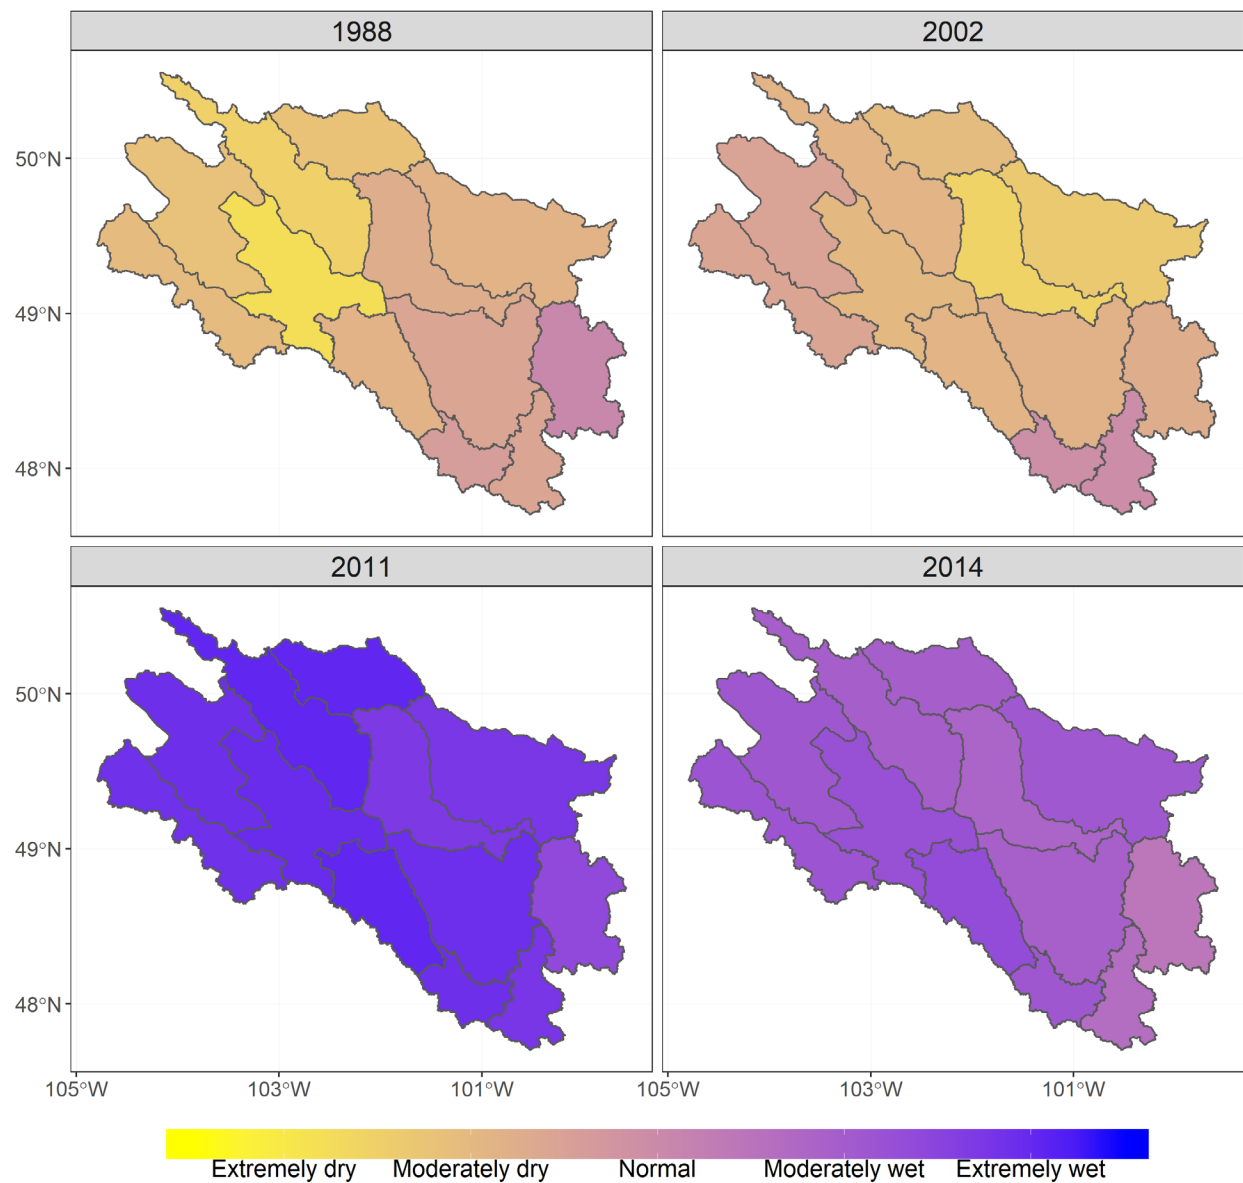 1988
2002
50°N
49°N
48°N
2011
2014
50°N
49°N
48°N
105°W
103°W
101°W
105°W
103°W
101°W
Extremely dry
Moderately dry
Normal
Moderately wet
Extremely wet